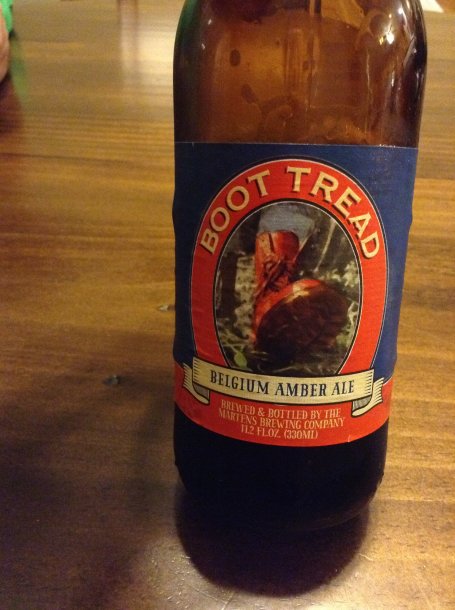 BOOT TREAD
BELGIUM AMBER ALE
BREWED & BOTTLED BY THE
MARTENS BREWING COMPANY
11.2 FL.OZ. (330ML)